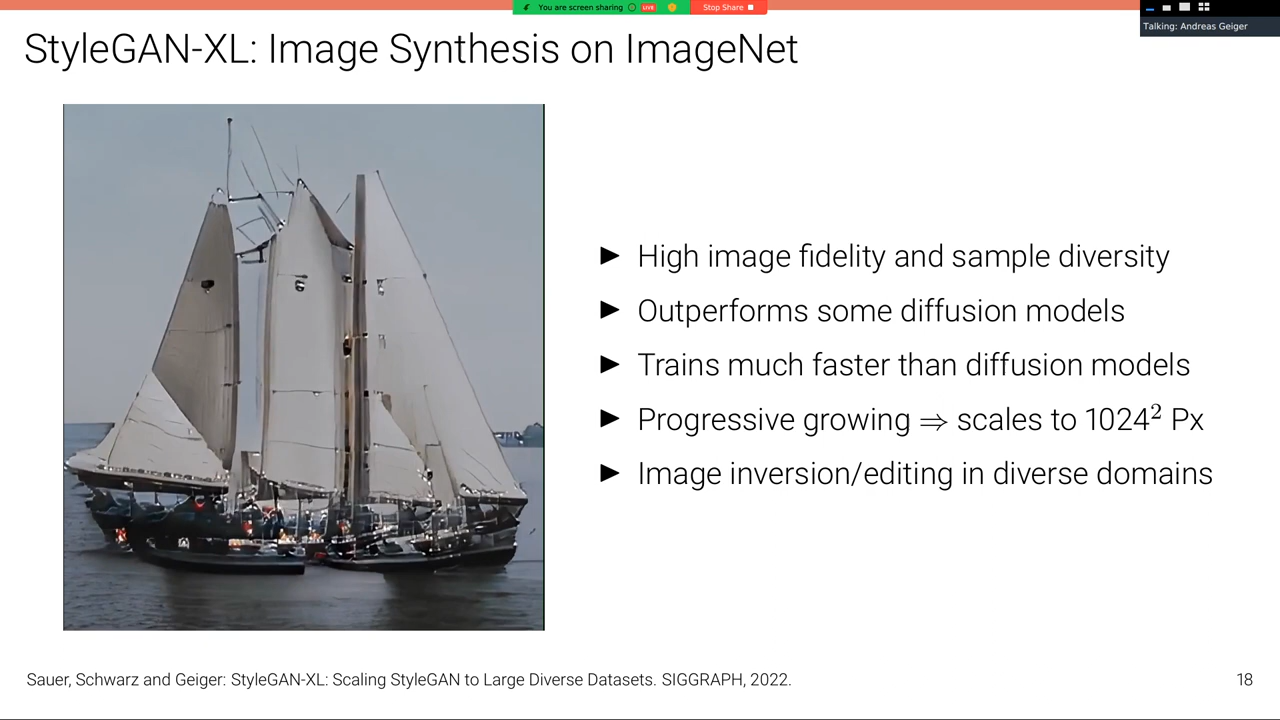 You are screen sharing LIVE Stop Share
Talking: Andreas Geiger
StyleGAN-XL: Image Synthesis on ImageNet
► High image fidelity and sample diversity
► Outperforms some diffusion models
► Trains much faster than diffusion models
► Progressive growing ⇒ scales to 1024² Px
► Image inversion/editing in diverse domains
Sauer, Schwarz and Geiger: StyleGAN-XL: Scaling StyleGAN to Large Diverse Datasets. SIGGRAPH, 2022.
18